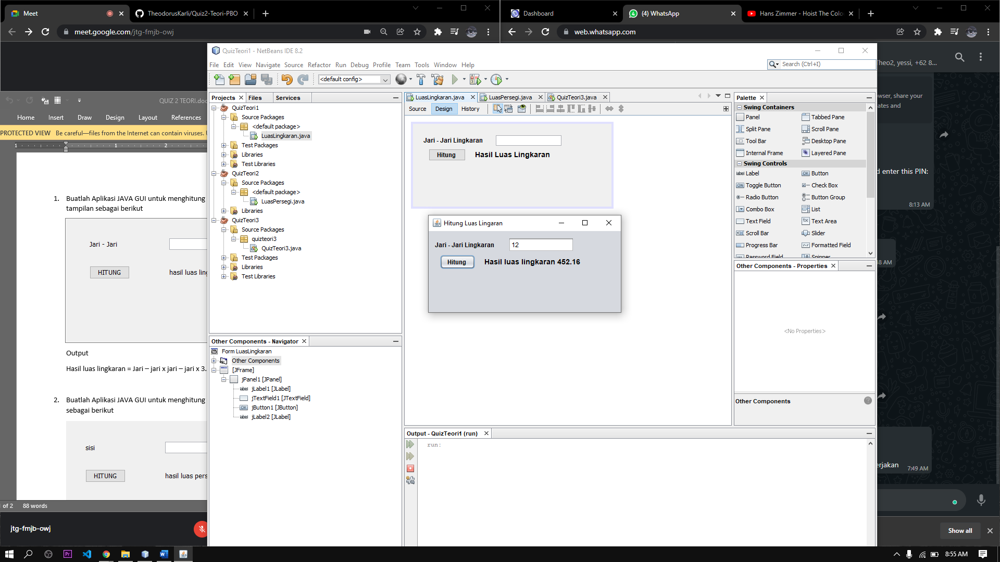 Meet
TheodorusKarli/Quiz2-Teori-PBO
Dashboard
(4) WhatsApp
Hans Zimmer - Hoist The Colo
meet.google.com/jtg-fmjb-owj
web.whatsapp.com
QuizTeori1 - NetBeans IDE 8.2
File Edit View Navigate Source Refactor Run Debug Profile Team Tools Window Help
Search (Ctrl+I)
<default config>
Projects
Files
Services
QuizTeori1
Source Packages
<default package>
LuasLingkaran.java
Test Packages
Libraries
Test Libraries
QuizTeori2
Source Packages
<default package>
LuasPersegi.java
Libraries
QuizTeori3
Source Packages
quizteori3
QuizTeori3.java
Test Packages
Libraries
Test Libraries
Other Components - Navigator
Form LuasLingkaran
Other Components
[JFrame]
jPanel1 [JPanel]
jLabel1 [JLabel]
jTextField1 [JTextField]
jButton1 [JButton]
jLabel2 [JLabel]
LuasLingkaran.java
LuasPersegi.java
QuizTeori3.java
Source Design History
Jari - Jari Lingkaran
Hitung
Hasil Luas Lingkaran
Hitung Luas Lingaran
Jari - Jari Lingkaran
12
Hitung
Hasil luas lingkaran 452.16
Output - QuizTeori1 (run)
run:
Palette
Swing Containers
Panel
Tabbed Pane
Split Pane
Scroll Pane
Tool Bar
Desktop Pane
Internal Frame
Layered Pane
Swing Controls
Label
Button
Toggle Button
Check Box
Radio Button
Button Group
Combo Box
List
Text Field
Text Area
Scroll Bar
Slider
Progress Bar
Formatted Field
Password Field
Spinner
Other Components - Properties
<No Properties>
Other Components
QUIZ 2 TEORI.doc
Home Insert Draw Design Layout References
PROTECTED VIEW Be careful—files from the Internet can contain viruses.
1 1 2
1. Buatlah Aplikasi JAVA GUI untuk menghitung
tampilan sebagai berikut
Jari - Jari
HITUNG
hasil luas ling
Output
Hasil luas lingkaran = Jari – jari x jari – jari x 3.
2. Buatlah Aplikasi JAVA GUI untuk menghitung
sebagai berikut
sisi
HITUNG
hasil luas pers
of 2 88 words
jtg-fmjb-owj
Theo2, yessi, +62 8...
wser, share your
ates and
d enter this PIN:
8:13 AM
48 AM
erjakan
7:49 AM
Show all
8:55 AM